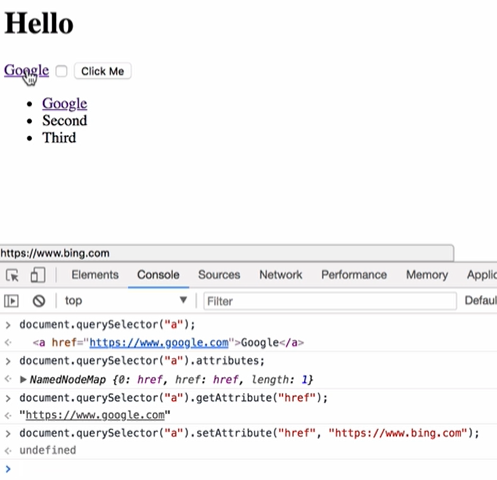 Hello
Google Click Me
Google
Second
Third
https://www.bing.com
Elements Console Sources Network Performance Memory Applic
top Filter Defaul
> document.querySelector("a");
<a href="https://www.google.com">Google</a>
> document.querySelector("a").attributes;
NamedNodeMap {0: href, href: href, length: 1}
> document.querySelector("a").getAttribute("href");
"https://www.google.com"
> document.querySelector("a").setAttribute("href", "https://www.bing.com");
undefined
>